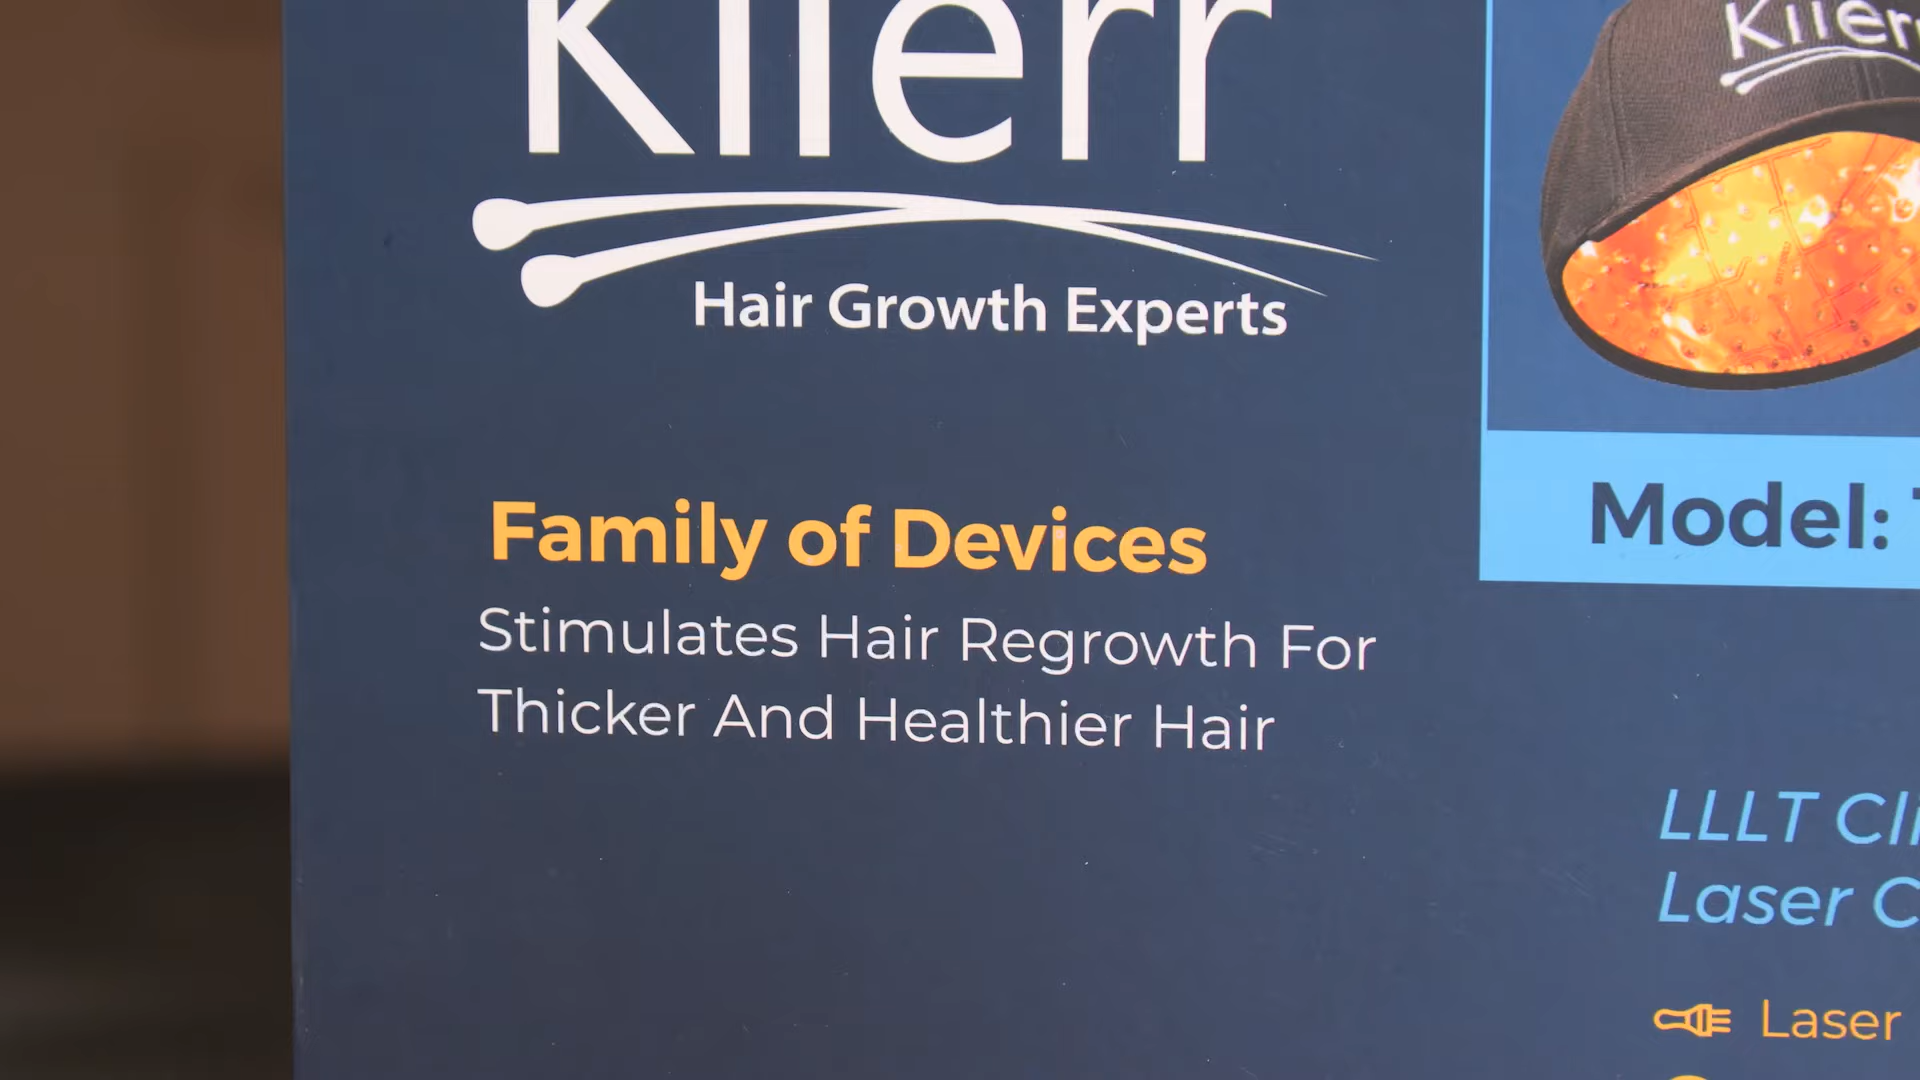 Kiierr
Hair Growth Experts
Family of Devices
Stimulates Hair Regrowth For
Thicker And Healthier Hair
Kiierr
Model:
LLLT
Laser
Laser